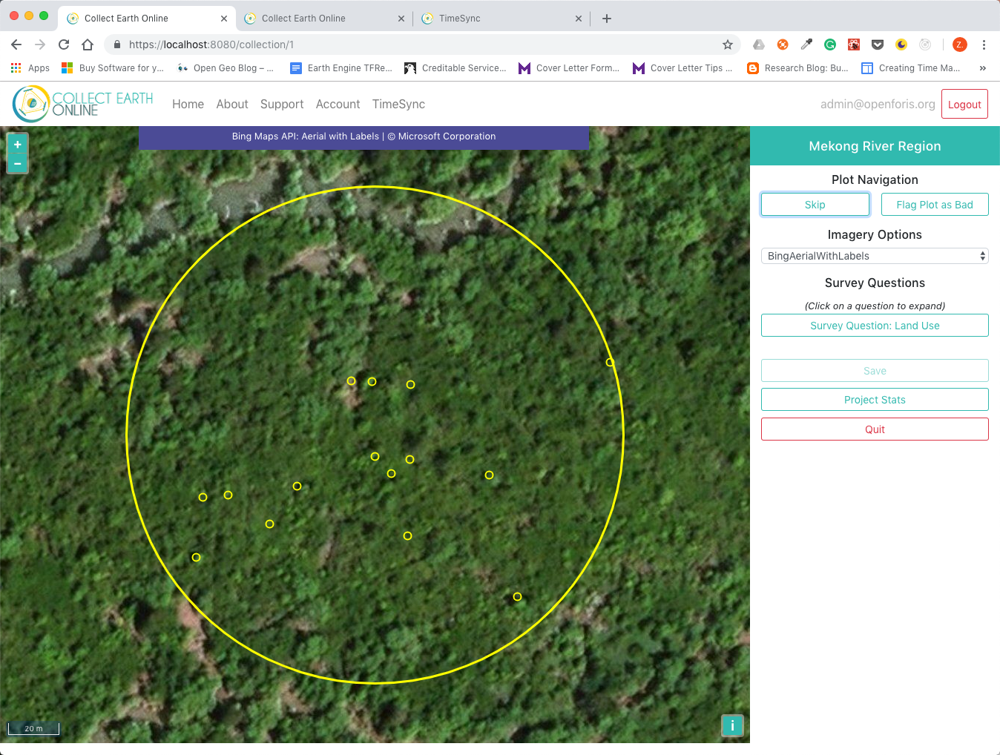 Collect Earth Online
Collect Earth Online
TimeSync
https://localhost:8080/collection/1
Z.
Apps
Buy Software for y...
Open Geo Blog – ...
Earth Engine TFRe...
Creditable Service...
Cover Letter Form...
Cover Letter Tips ...
Research Blog: Bu...
Creating Time Ma...
»
COLLECT EARTH
ONLINE
Home
About
Support
Account
TimeSync
admin@openforis.org
Logout
+
−
Bing Maps API: Aerial with Labels | © Microsoft Corporation
Mekong River Region
Plot Navigation
Skip
Flag Plot as Bad
Imagery Options
BingAerialWithLabels
Survey Questions
(Click on a question to expand)
Survey Question: Land Use
Save
Project Stats
Quit
20 m
i